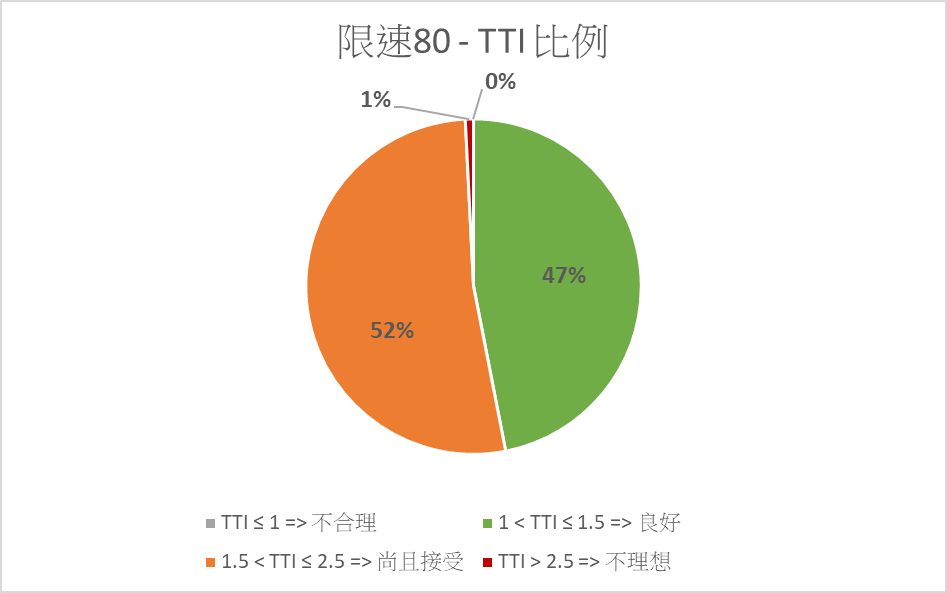 限速80 - TTI 比例
1%
0%
47%
52%
TTI ≤ 1 => 不合理
1 < TTI ≤ 1.5 => 良好
1.5 < TTI ≤ 2.5 => 尚且接受
TTI > 2.5 => 不理想